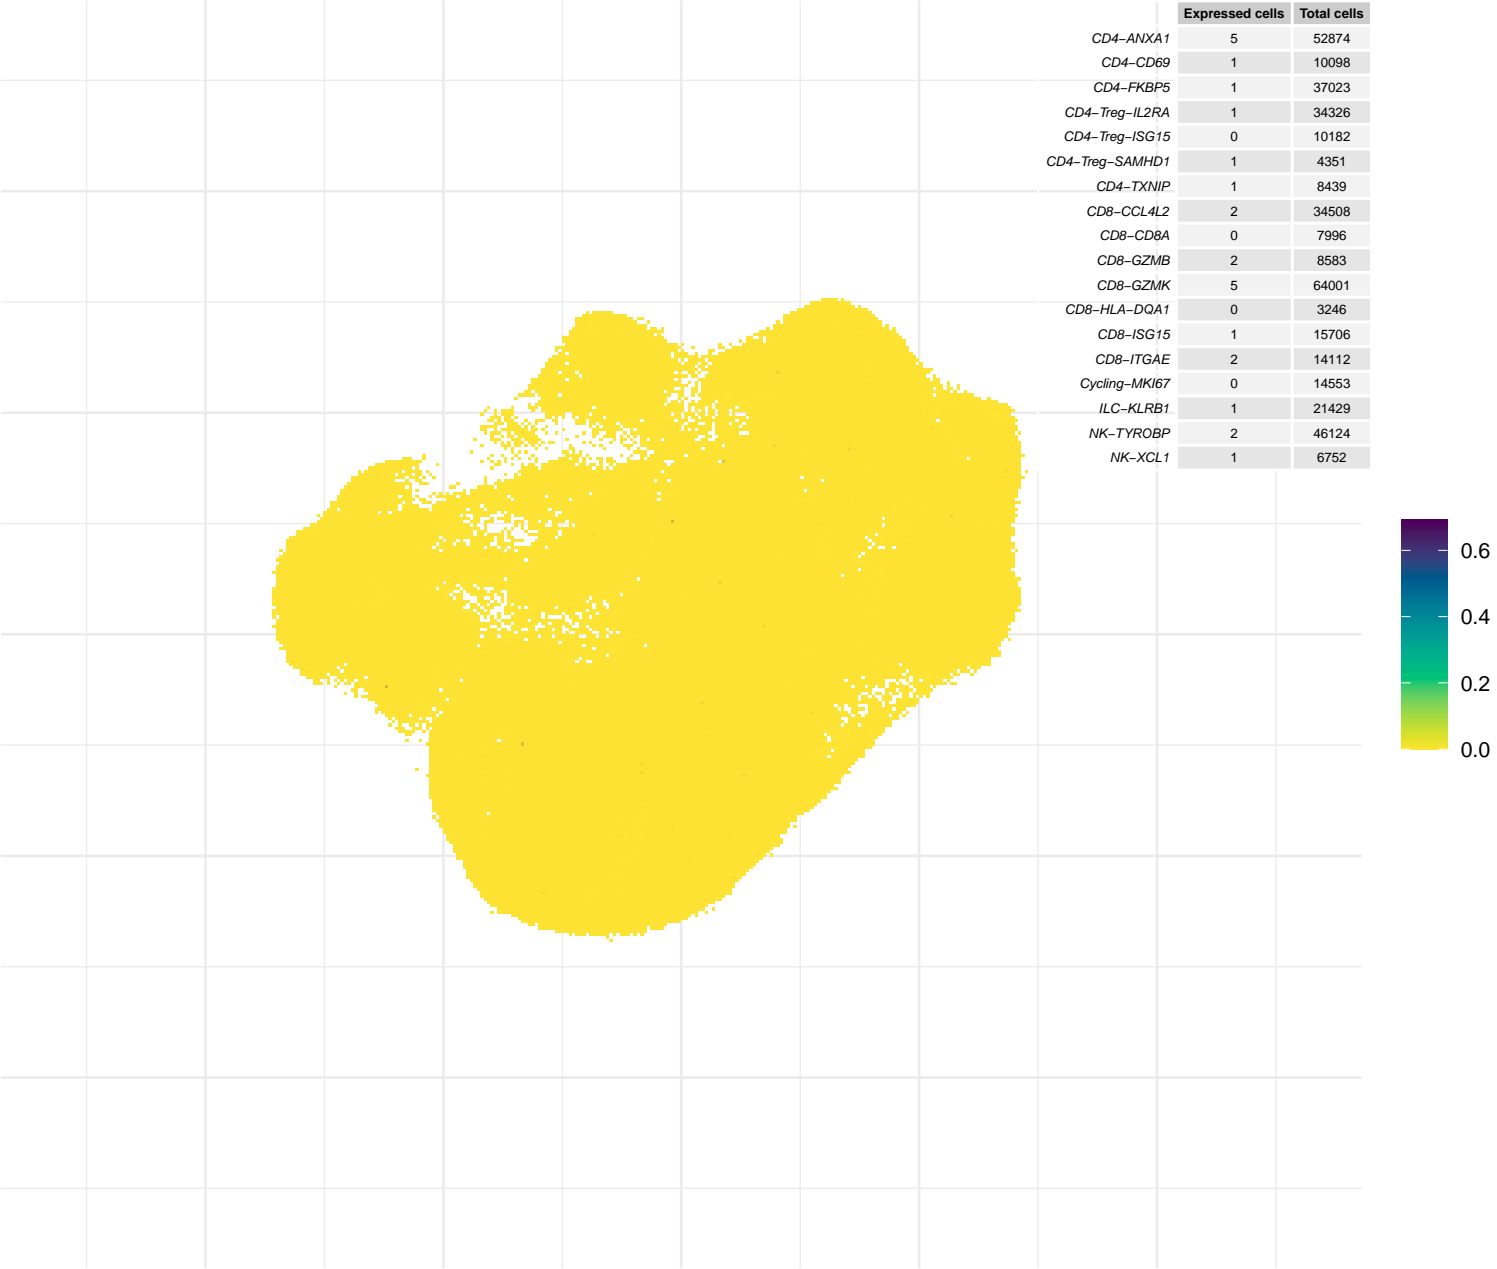 Expressed cells Total cells
CD4−ANXA1 5 52874
CD4−CD69 1 10098
CD4−FKBP5 1 37023
CD4−Treg−IL2RA 1 34326
CD4−Treg−ISG15 0 10182
CD4−Treg−SAMHD1 1 4351
CD4−TXNIP 1 8439
CD8−CCL4L2 2 34508
CD8−CD8A 0 7996
CD8−GZMB 2 8583
CD8−GZMK 5 64001
CD8−HLA−DQA1 0 3246
CD8−ISG15 1 15706
CD8−ITGAE 2 14112
Cycling−MKI67 0 14553
ILC−KLRB1 1 21429
NK−TYROBP 2 46124
NK−XCL1 1 6752
0.6
0.4
0.2
0.0